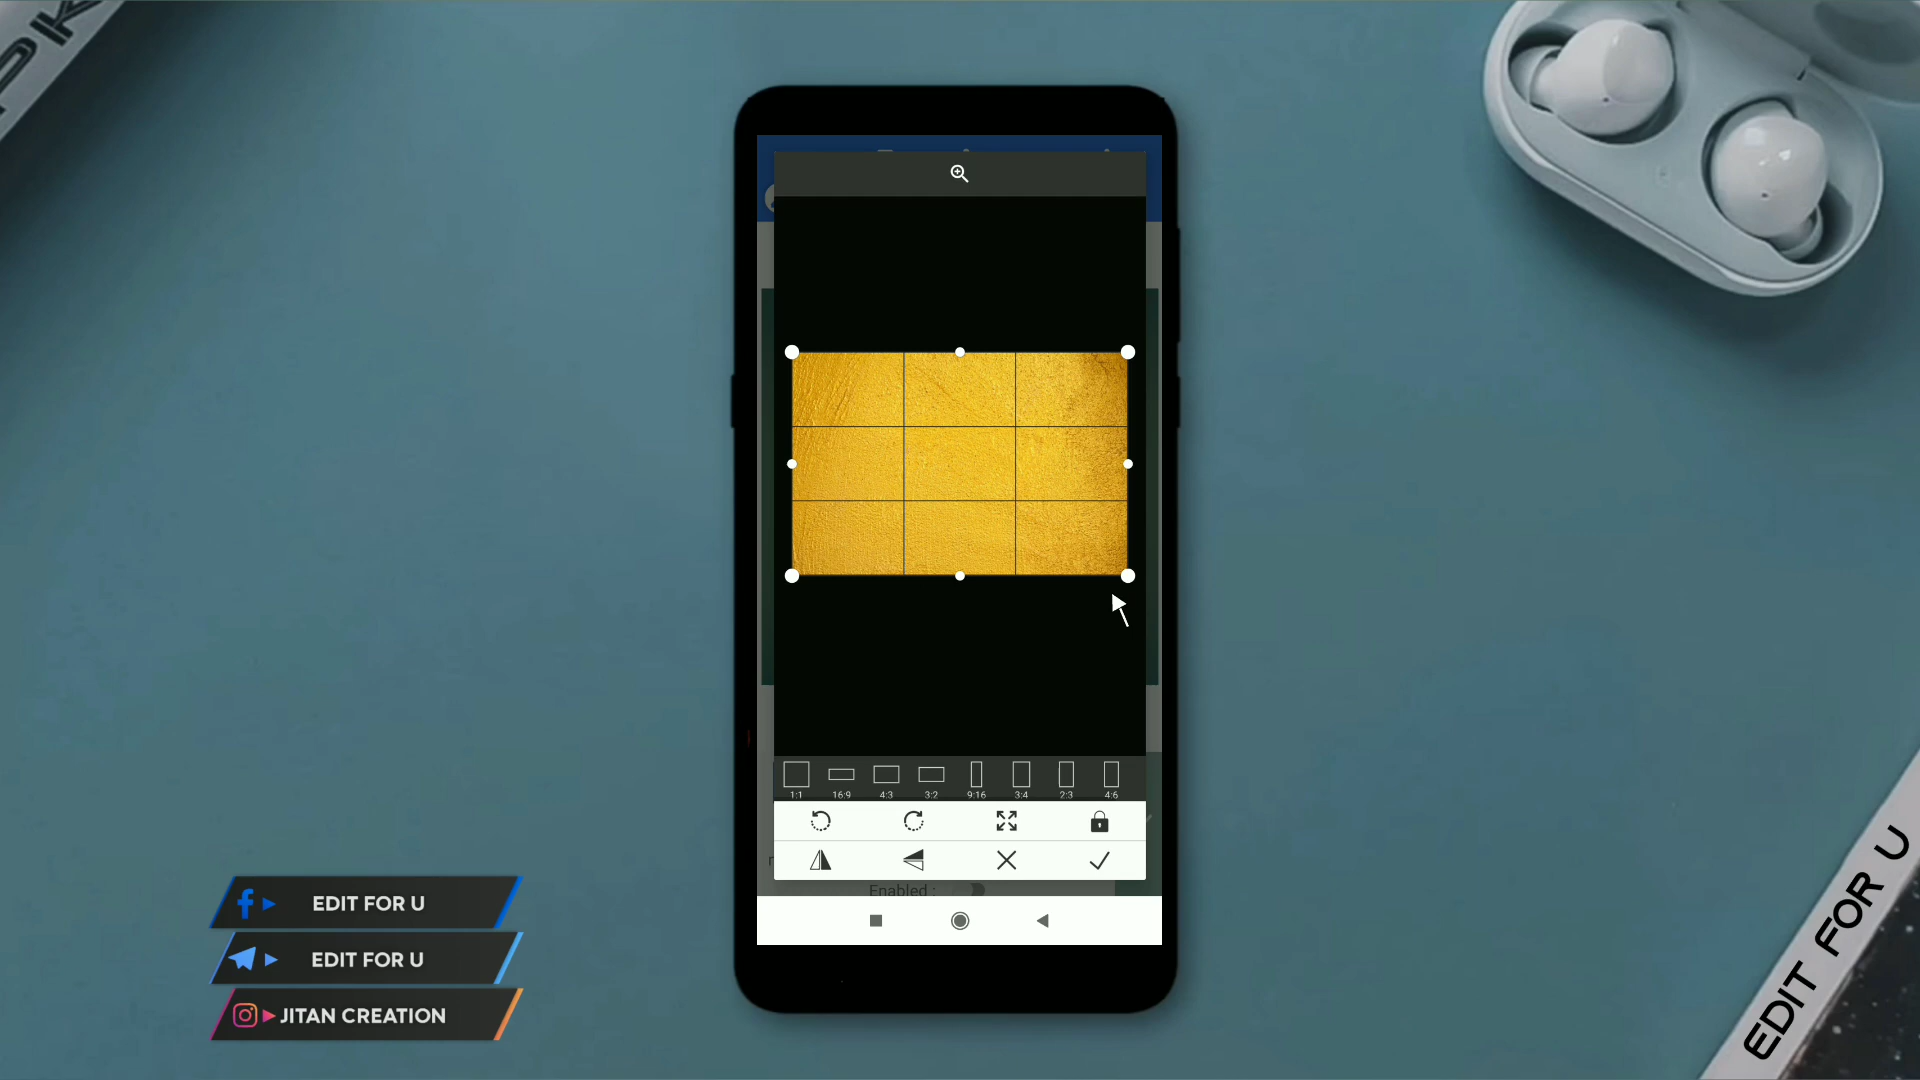 1:1 16:9 4:3 3:2 9:16 3:4 2:3 4:6
Enabled :
EDIT FOR U
EDIT FOR U
JITAN CREATION
EDIT FOR U